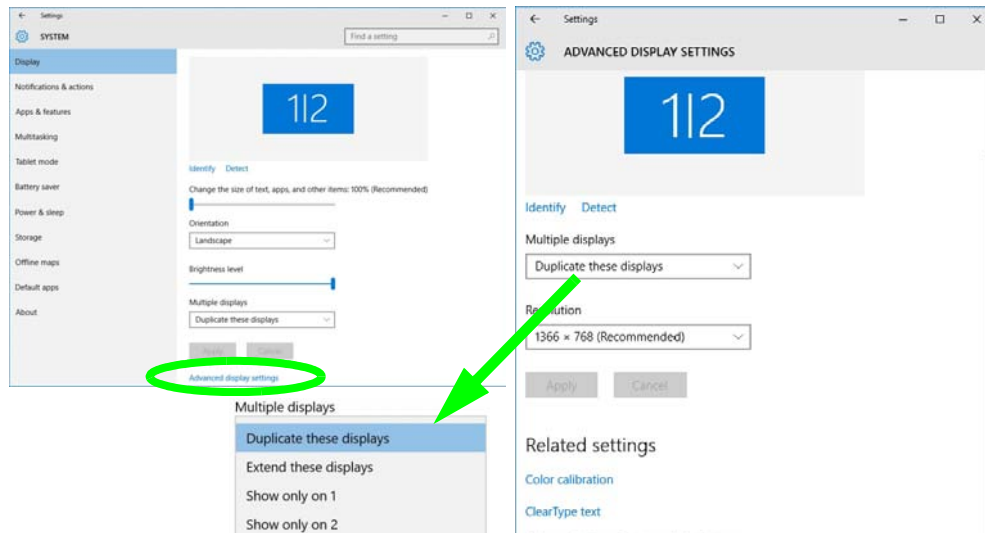 Settings
SYSTEM
Find a setting
Display
Notifications & actions
Apps & features
Multitasking
Tablet mode
Battery saver
Power & sleep
Storage
Offline maps
Default apps
About
1|2
Identify Detect
Change the size of text, apps, and other items: 100% (Recommended)
Orientation
Landscape
Brightness level
Multiple displays
Duplicate these displays
Apply Cancel
Advanced display settings
Multiple displays
Duplicate these displays
Extend these displays
Show only on 1
Show only on 2
Settings
ADVANCED DISPLAY SETTINGS
1|2
Identify Detect
Multiple displays
Duplicate these displays
Resolution
1366 × 768 (Recommended)
Apply Cancel
Related settings
Color calibration
ClearType text